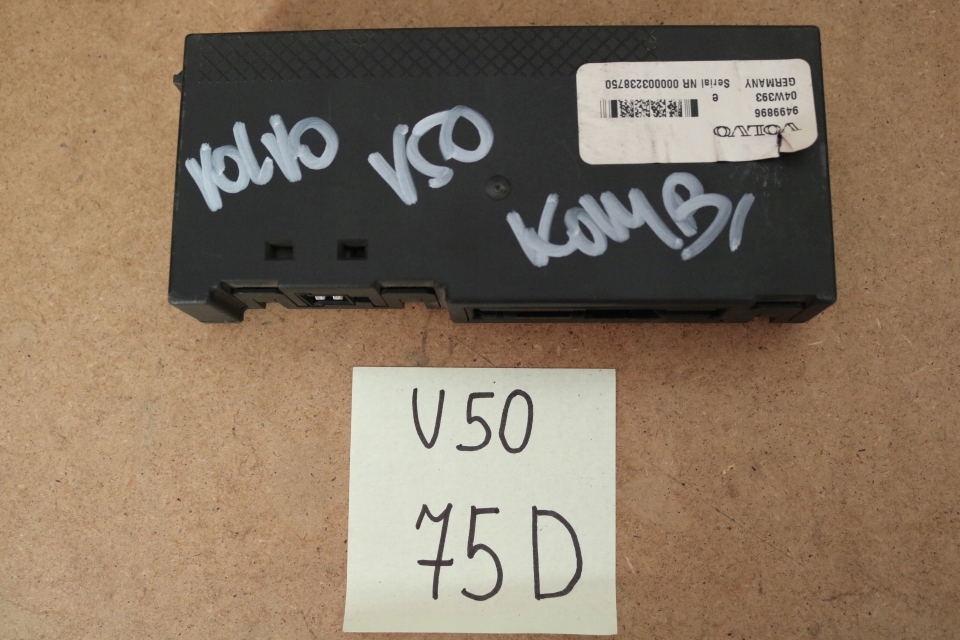 VOLVO V50
KOMBI
VOLVO
9499896
04W393 e
GERMANY Serial NR 000003238750
V50
75D